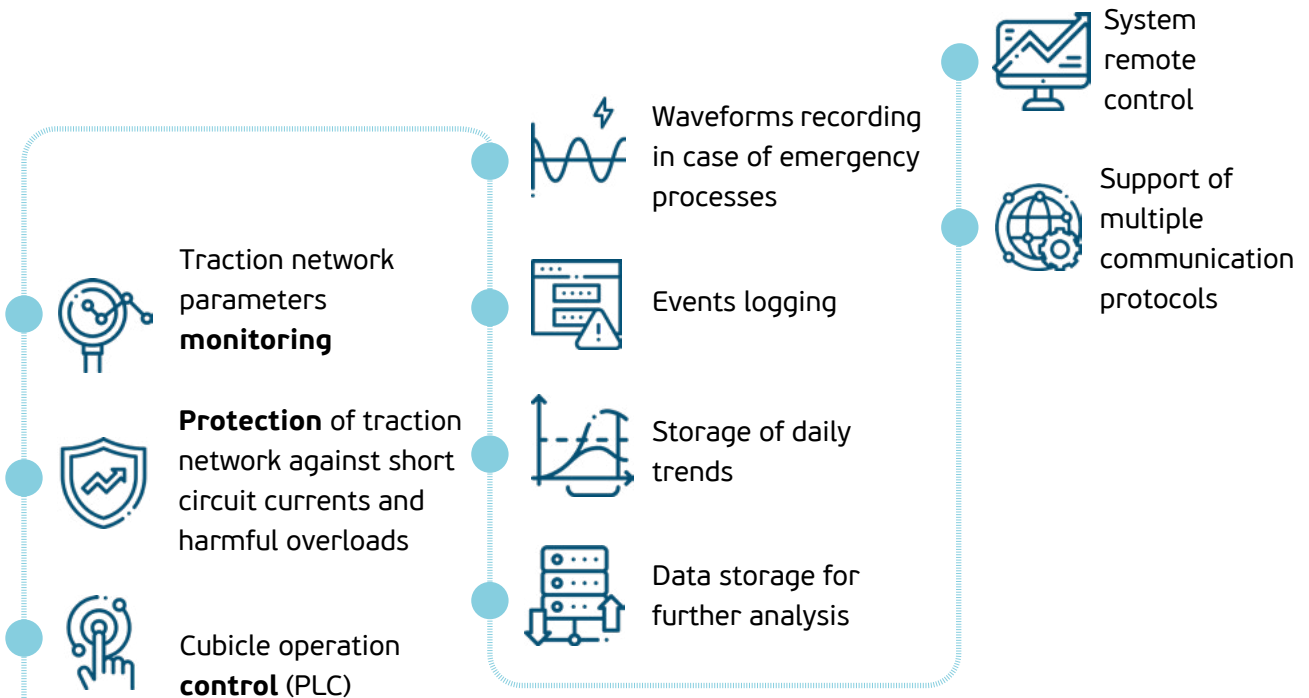 Traction network
parameters
monitoring
Protection of traction
network against short
circuit currents and
harmful overloads
Cubicle operation
control (PLC)
Waveforms recording
in case of emergency
processes
Events logging
Storage of daily
trends
Data storage for
further analysis
System
remote
control
Support of
multiple
communication
protocols